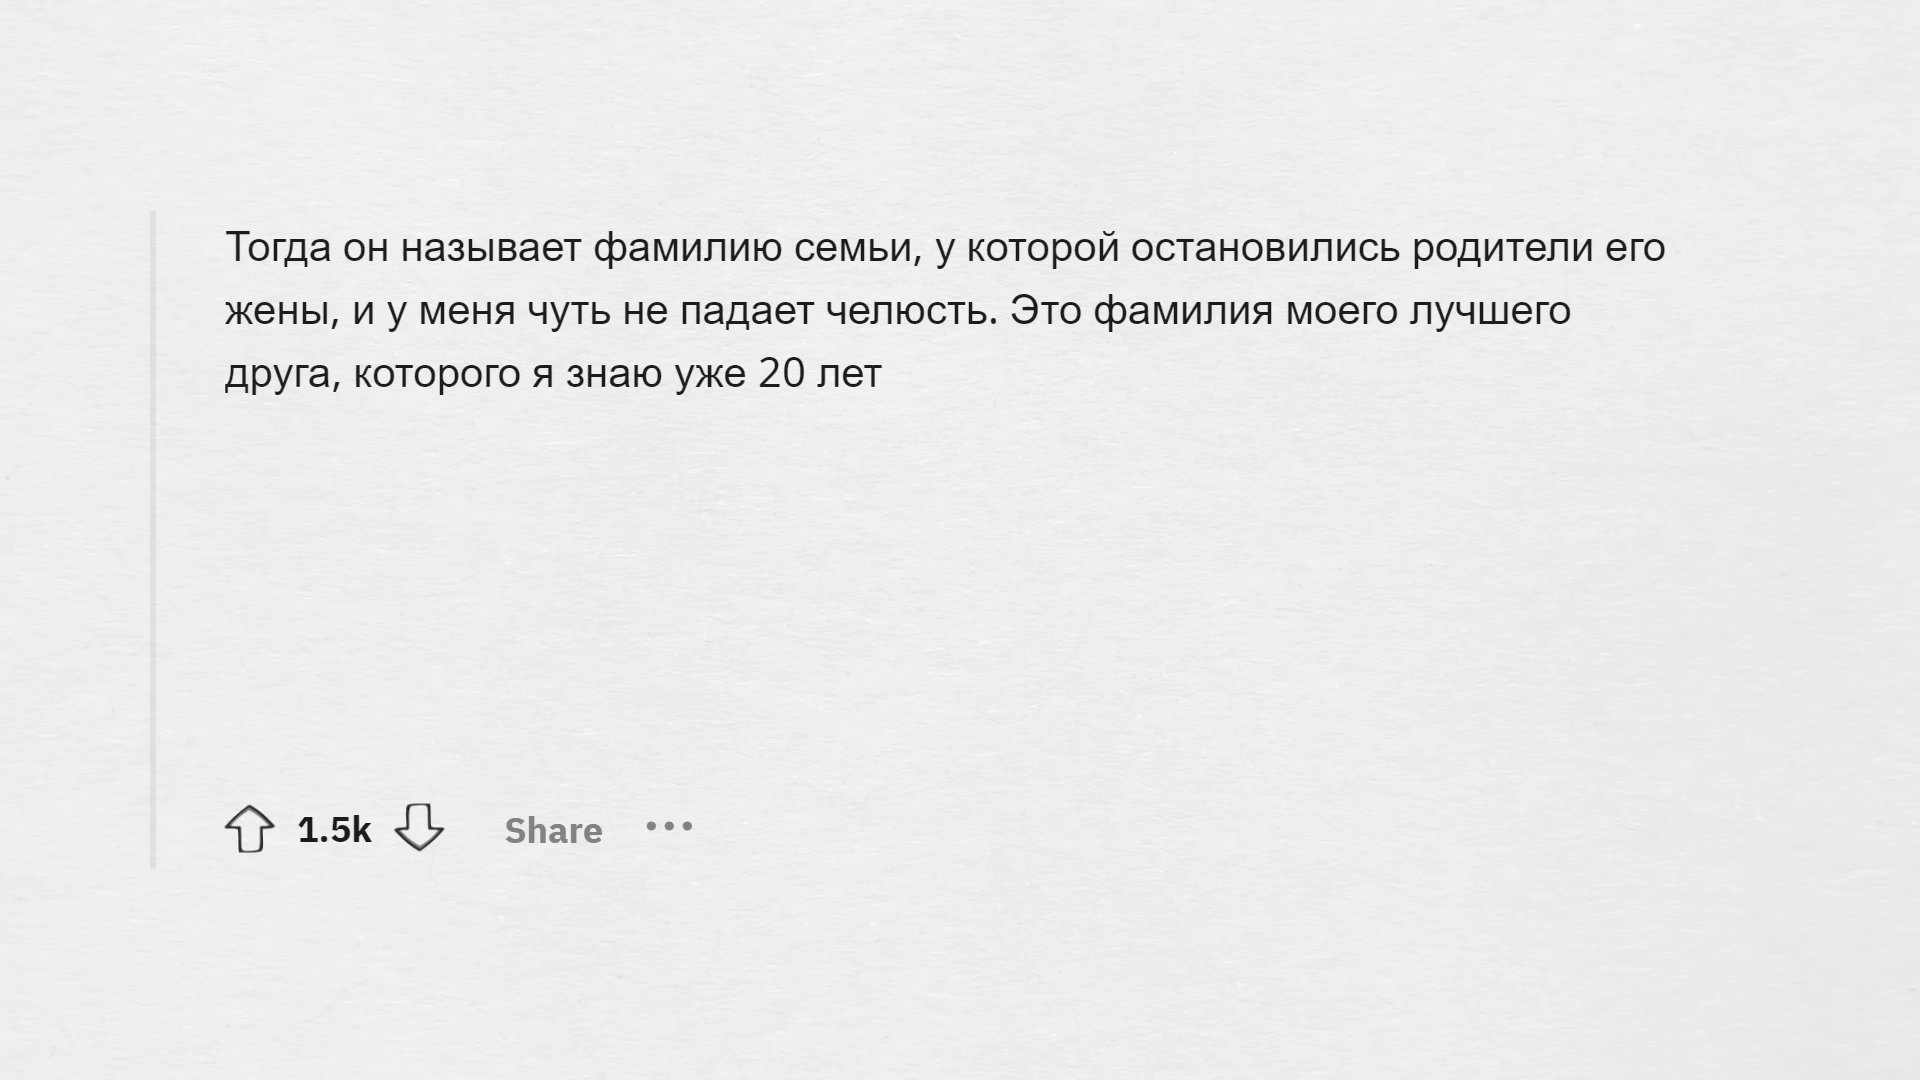 Тогда он называет фамилию семьи, у которой остановились родители его
жены, и у меня чуть не падает челюсть. Это фамилия моего лучшего
друга, которого я знаю уже 20 лет
1.5k Share